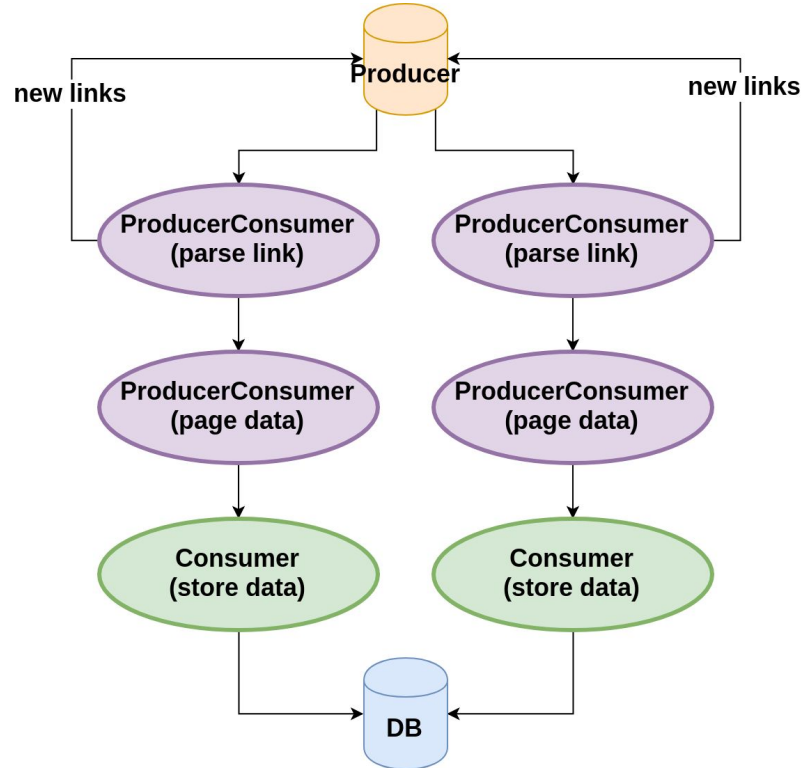 Producer
new links
new links
ProducerConsumer
(parse link)
ProducerConsumer
(parse link)
ProducerConsumer
(page data)
ProducerConsumer
(page data)
Consumer
(store data)
Consumer
(store data)
DB